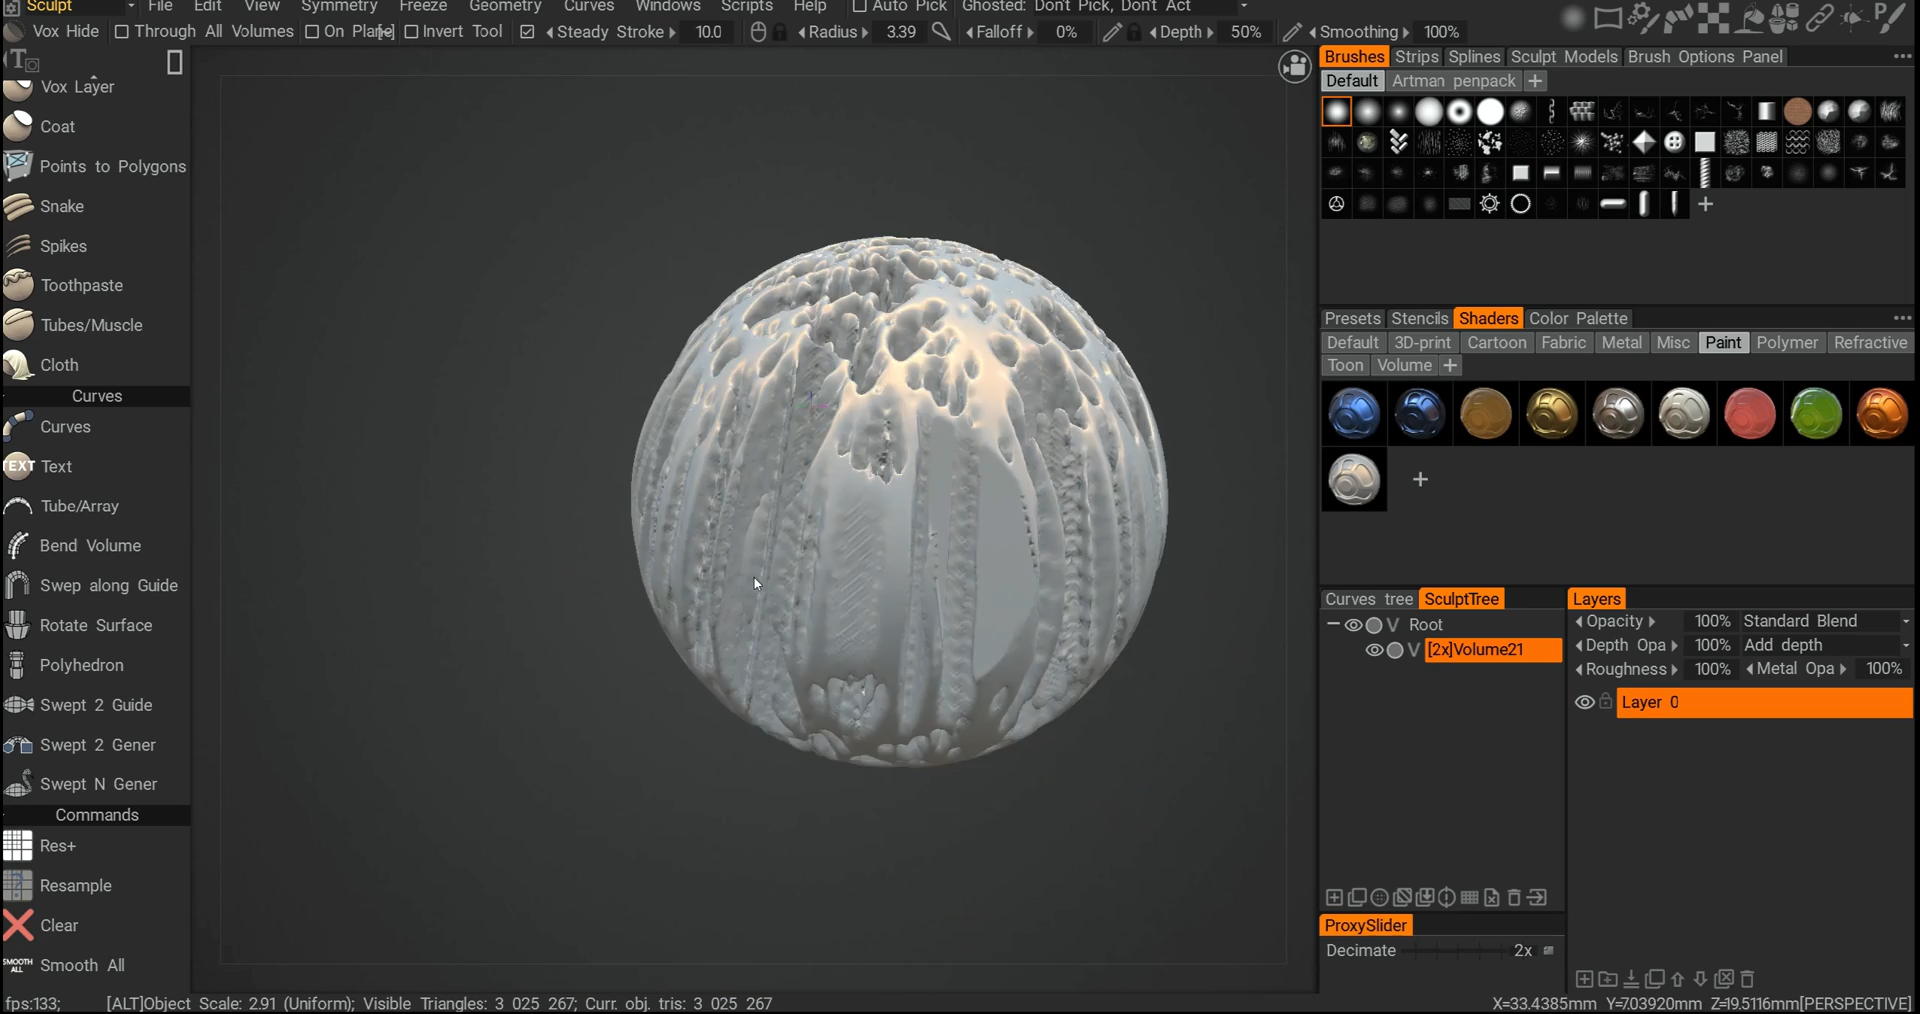 Sculpt File Edit View Symmetry Freeze Geometry Curves Windows Scripts Help Auto Pick Ghosted: Don't Pick, Don't Act
Vox Hide Through All Volumes On Plane Invert Tool Steady Stroke 10.0 Radius 3.39 Falloff 0% Depth 50% Smoothing 100%
Vox Layer
Coat
Points to Polygons
Snake
Spikes
Toothpaste
Tubes/Muscle
Cloth
Curves
Curves
TEXT Text
Tube/Array
Bend Volume
Swep along Guide
Rotate Surface
Polyhedron
Swept 2 Guide
Swept 2 Gener
Swept N Gener
Commands
Res+
Resample
Clear
SMOOTH ALL Smooth All
Brushes Strips Splines Sculpt Models Brush Options Panel
Default Artman penpack +
Presets Stencils Shaders Color Palette
Default 3D-print Cartoon Fabric Metal Misc Paint Polymer Refractive
Toon Volume +
Curves tree SculptTree
V Root
V [2x]Volume21
ProxySlider
Decimate 2x
Layers
Opacity 100% Standard Blend
Depth Opa 100% Add depth
Roughness 100% Metal Opa 100%
Layer 0
fps:133; [ALT]Object Scale: 2.91 (Uniform); Visible Triangles: 3 025 267; Curr. obj. tris: 3 025 267
X=33.4385mm Y=7.03920mm Z=19.5116mm[PERSPECTIVE]